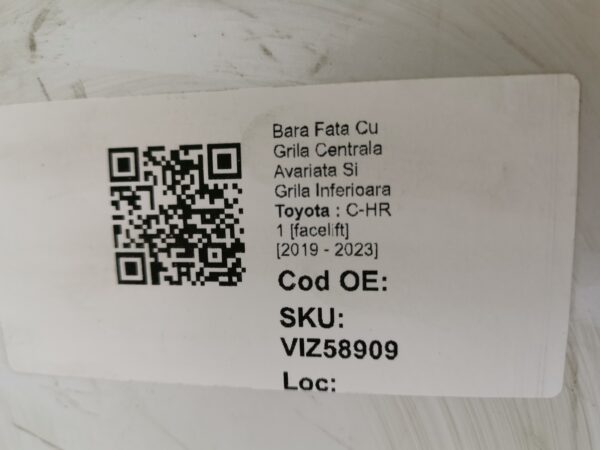 Bara Fata Cu
Grila Centrala
Avariata Si
Grila Inferioara
Toyota : C-HR
1 [facelift]
[2019 - 2023]
Cod OE:
SKU:
VIZ58909
Loc: